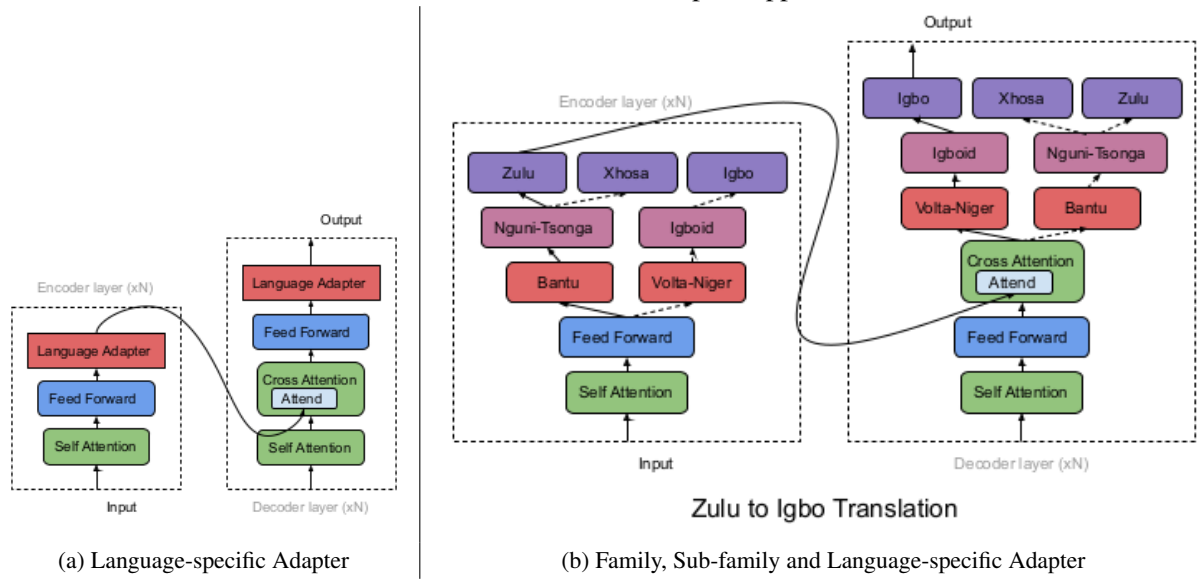 Output
Encoder layer (xN)
Language Adapter
Feed Forward
Self Attention
Input
Language Adapter
Feed Forward
Cross Attention
Attend
Self Attention
Decoder layer (xN)
(a) Language-specific Adapter
Encoder layer (xN)
Zulu
Xhosa
Igbo
Nguni-Tsonga
Igboid
Bantu
Volta-Niger
Feed Forward
Self Attention
Input
Output
Igbo
Xhosa
Zulu
Igboid
Nguni-Tsonga
Volta-Niger
Bantu
Cross Attention
Attend
Feed Forward
Self Attention
Decoder layer (xN)
Zulu to Igbo Translation
(b) Family, Sub-family and Language-specific Adapter